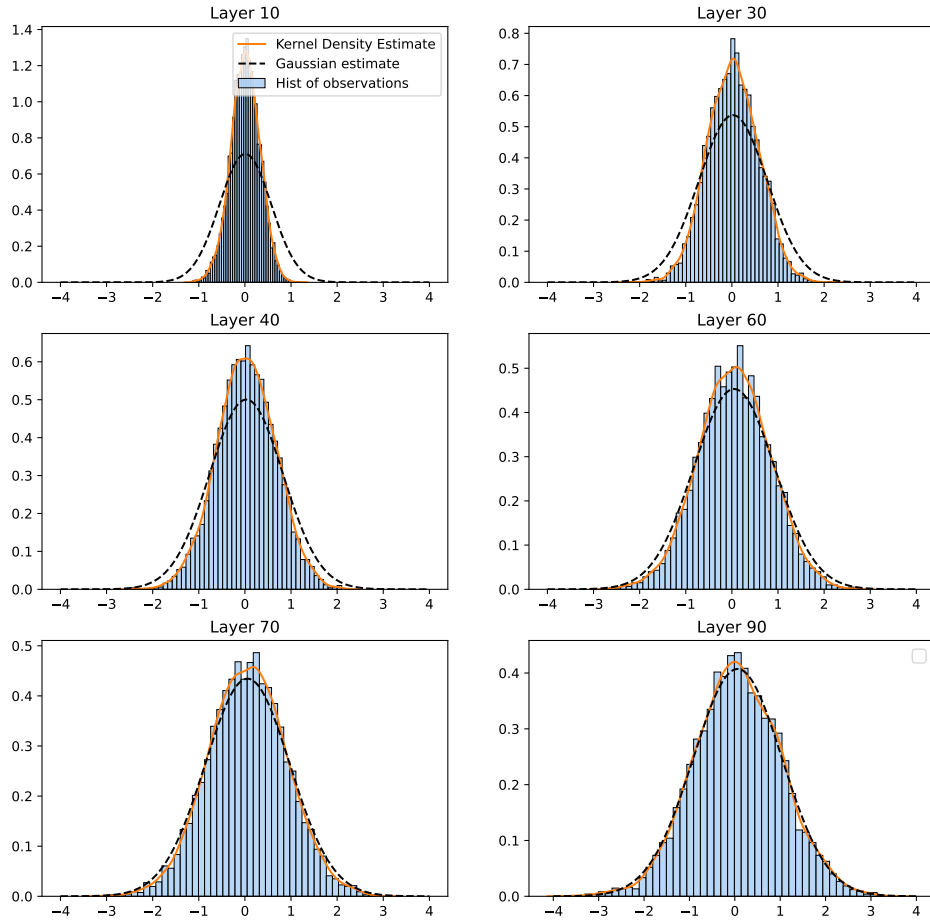 Layer 10
Layer 30
1.4
1.2
1.0
0.8
0.6
0.4
0.2
0.0
Kernel Density Estimate
Gaussian estimate
Hist of observations
−4 −3 −2 −1 0 1 2 3 4
0.8
0.7
0.6
0.5
0.4
0.3
0.2
0.1
0.0
−4 −3 −2 −1 0 1 2 3 4
Layer 40
Layer 60
0.6
0.5
0.4
0.3
0.2
0.1
0.0
−4 −3 −2 −1 0 1 2 3 4
0.5
0.4
0.3
0.2
0.1
0.0
−4 −3 −2 −1 0 1 2 3 4
Layer 70
Layer 90
0.5
0.4
0.3
0.2
0.1
0.0
−4 −3 −2 −1 0 1 2 3 4
0.4
0.3
0.2
0.1
0.0
−4 −3 −2 −1 0 1 2 3 4